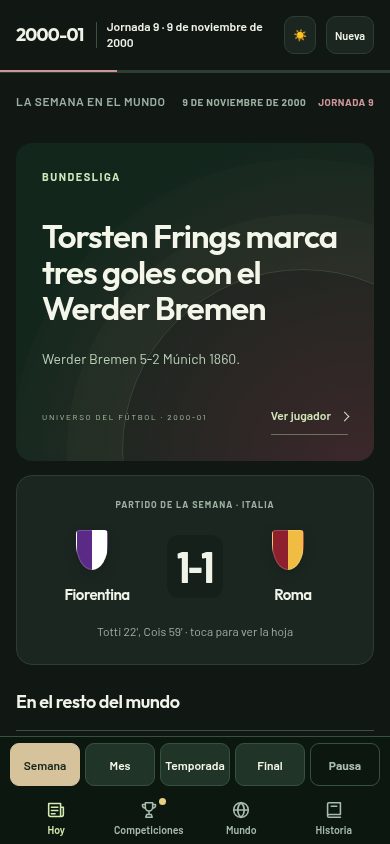 2000-01
Jornada 9 · 9 de noviembre de
2000
Nueva
LA SEMANA EN EL MUNDO
9 DE NOVIEMBRE DE 2000
JORNADA 9
BUNDESLIGA
Torsten Frings marca
tres goles con el
Werder Bremen
Werder Bremen 5-2 Múnich 1860.
UNIVERSO DEL FÚTBOL · 2000-01
Ver jugador
PARTIDO DE LA SEMANA · ITALIA
1-1
Fiorentina
Roma
Totti 22', Cois 59' · toca para ver la hoja
En el resto del mundo
Semana
Mes
Temporada
Final
Pausa
Hoy
Competiciones
Mundo
Historia